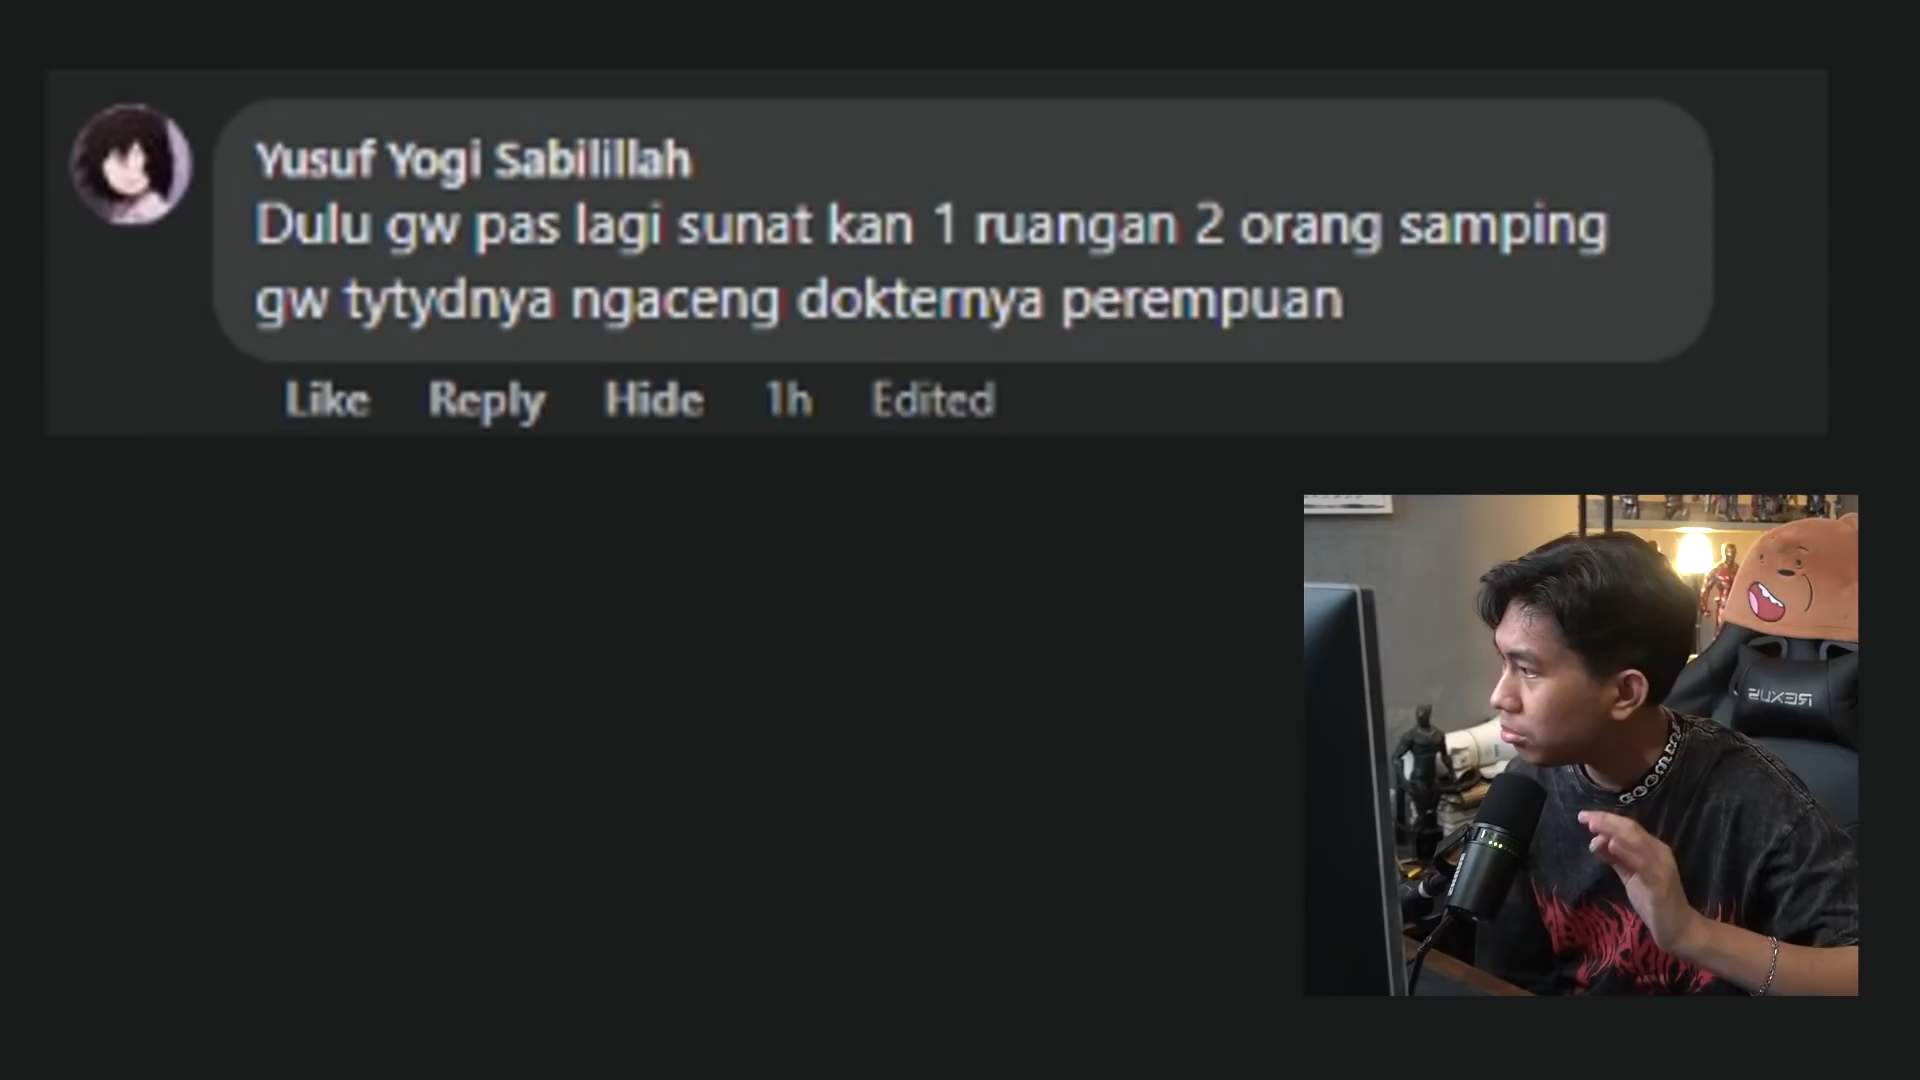 Yusuf Yogi Sabilillah
Dulu gw pas lagi sunat kan 1 ruangan 2 orang samping
gw tytydnya ngaceng dokternya perempuan
Like Reply Hide 1h Edited
REXUS